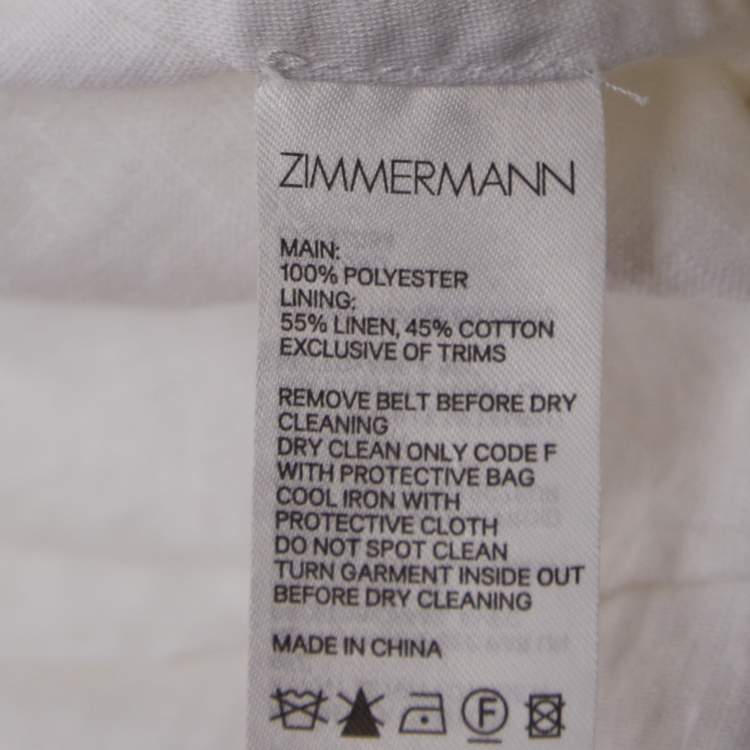 ZIMMERMANN
MAIN:
100% POLYESTER
LINING:
55% LINEN, 45% COTTON
EXCLUSIVE OF TRIMS
REMOVE BELT BEFORE DRY
CLEANING
DRY CLEAN ONLY CODE F
WITH PROTECTIVE BAG
COOL IRON WITH
PROTECTIVE CLOTH
DO NOT SPOT CLEAN
TURN GARMENT INSIDE OUT
BEFORE DRY CLEANING
MADE IN CHINA
F